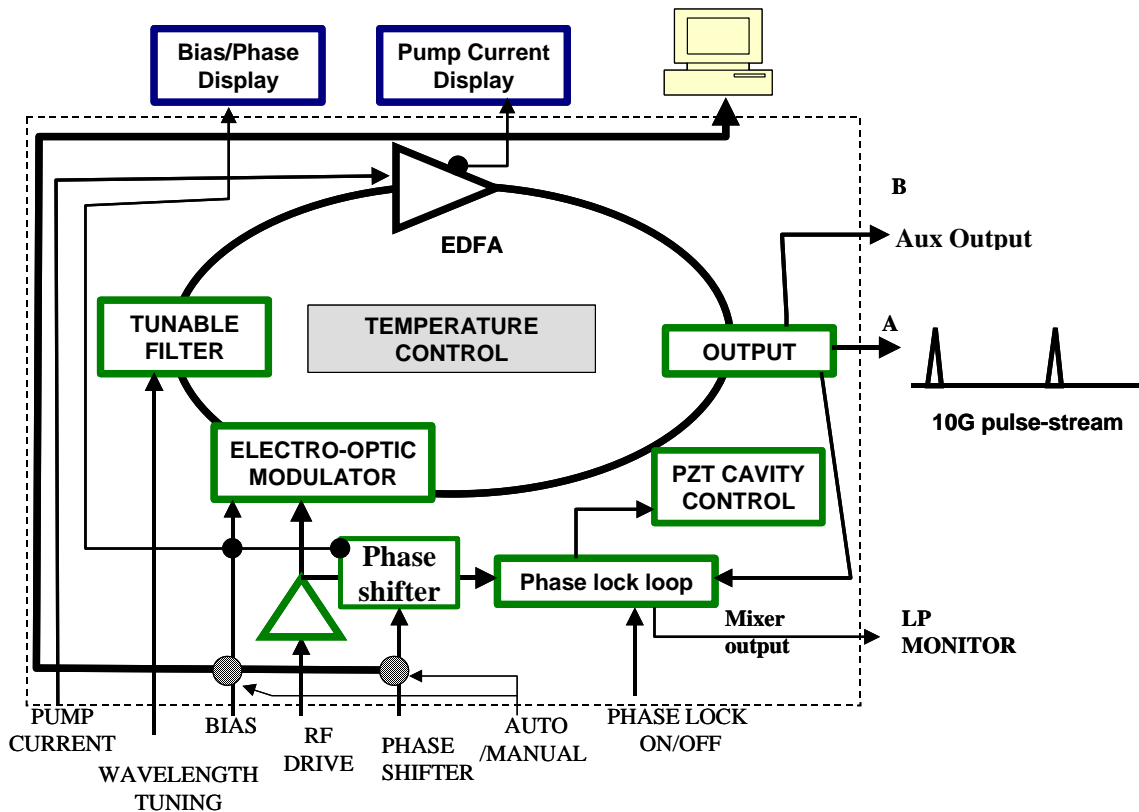 Bias/Phase
Display
Pump Current
Display
EDFA
B
Aux Output
TUNABLE
FILTER
TEMPERATURE
CONTROL
OUTPUT
A
10G pulse-stream
ELECTRO-OPTIC
MODULATOR
PZT CAVITY
CONTROL
Phase
shifter
Phase lock loop
Mixer
output
LP
MONITOR
PUMP
CURRENT
WAVELENGTH
TUNING
BIAS
RF
DRIVE
PHASE
SHIFTER
AUTO
/MANUAL
PHASE LOCK
ON/OFF